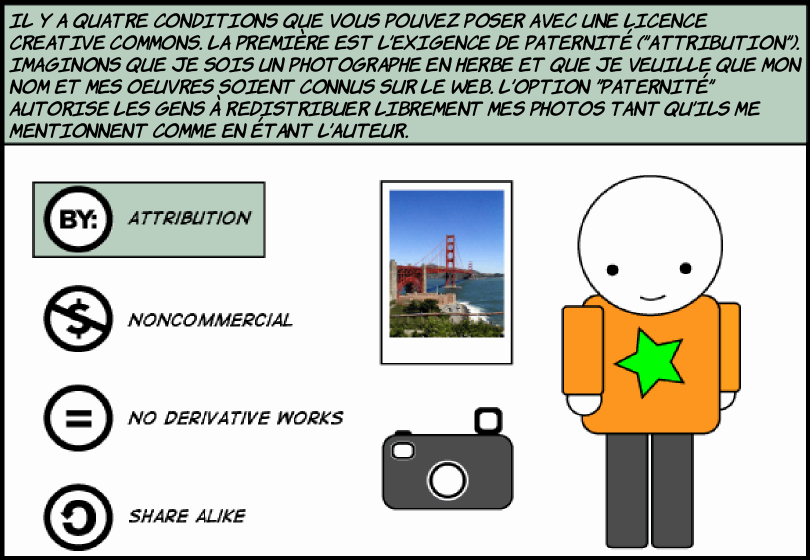 IL Y A QUATRE CONDITIONS QUE VOUS POUVEZ POSER AVEC UNE LICENCE
CREATIVE COMMONS. LA PREMIÈRE EST L'EXIGENCE DE PATERNITÉ ("ATTRIBUTION").
IMAGINONS QUE JE SOIS UN PHOTOGRAPHE EN HERBE ET QUE JE VEUILLE QUE MON
NOM ET MES OEUVRES SOIENT CONNUS SUR LE WEB. L'OPTION "PATERNITÉ"
AUTORISE LES GENS À REDISTRIBUER LIBREMENT MES PHOTOS TANT QU'ILS ME
MENTIONNENT COMME EN ÉTANT L'AUTEUR.
BY: ATTRIBUTION
$ NONCOMMERCIAL
= NO DERIVATIVE WORKS
SHARE ALIKE